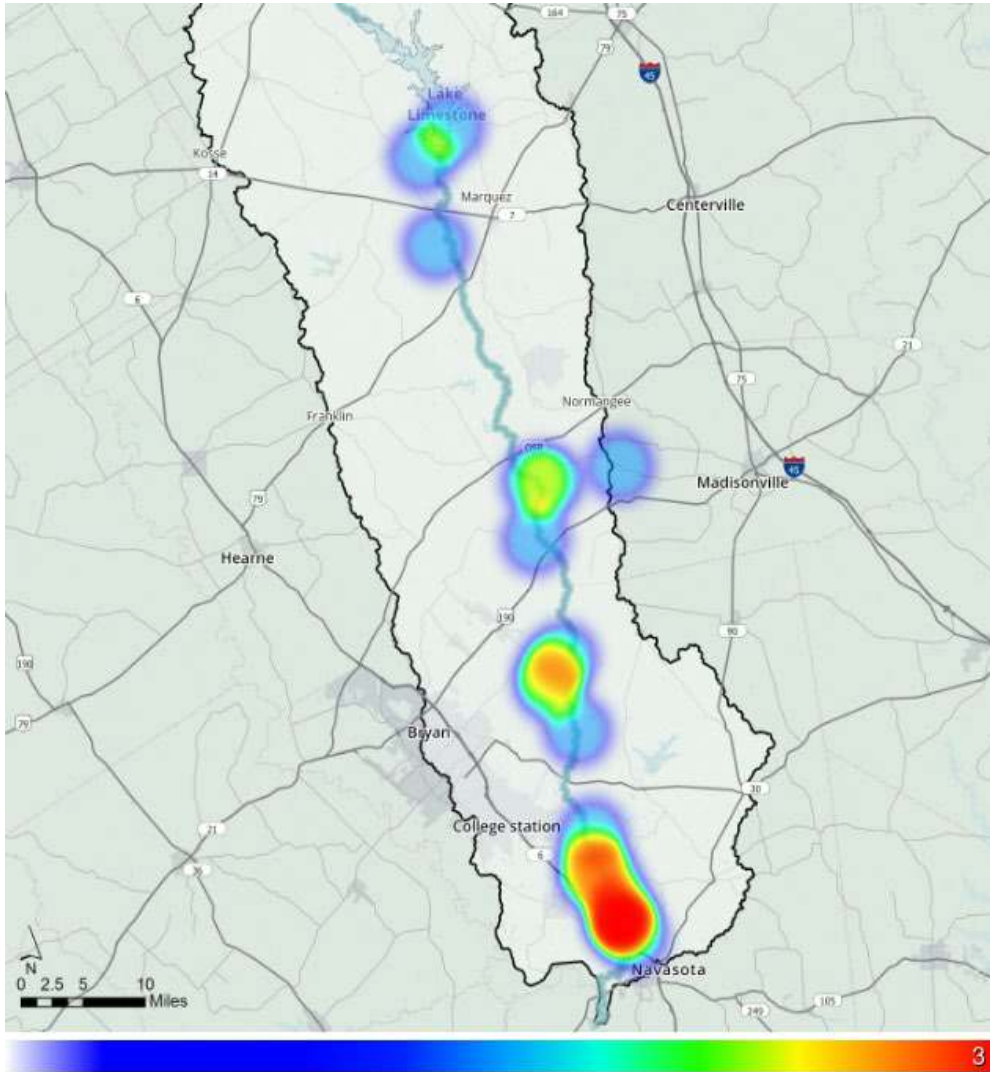 164
75
79
45
Lake
Limestone
Kosse
14
Marquez
7
Centerville
6
21
75
Normangee
Franklin
OSR
45
Madisonville
79
Hearne
190
90
190
79
Bryan
30
College station
21
6
36
N
Navasota
0 2.5 5 10
Miles
105
249
3